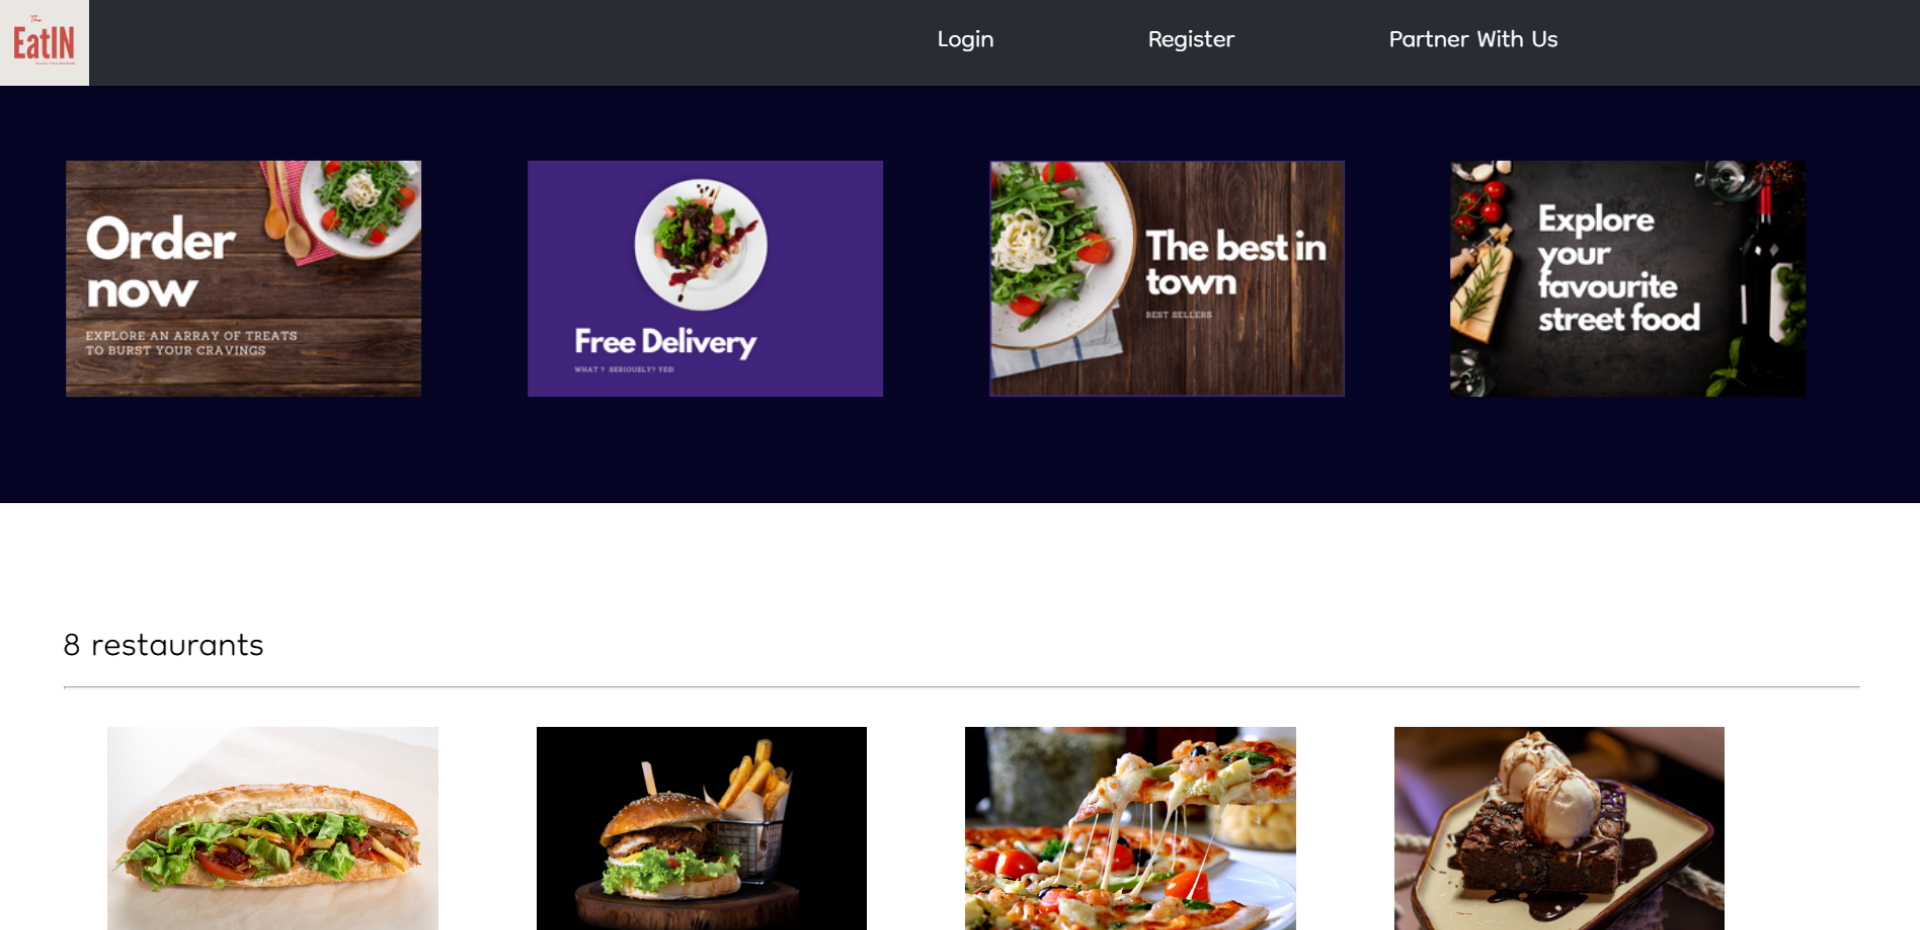 The
EatIN
Login
Register
Partner With Us
Order
now
EXPLORE AN ARRAY OF TREATS
TO BURST YOUR CRAVINGS
Free Delivery
WHAT ? SERIOUSLY? YES!
The best in
town
BEST SELLERS
Explore
your
favourite
street food
8 restaurants